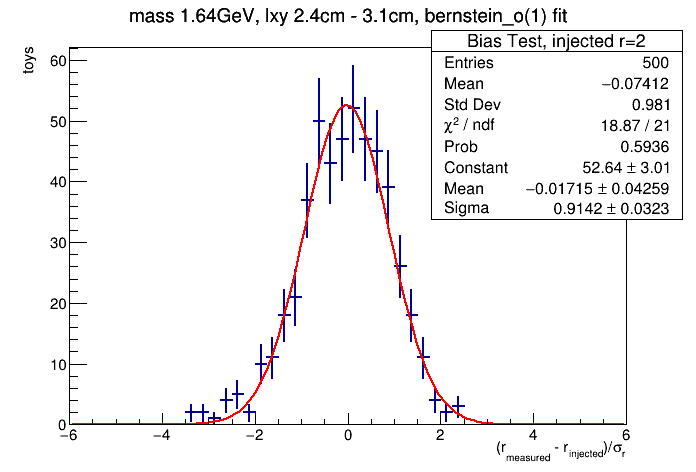 mass 1.64GeV, lxy 2.4cm - 3.1cm, bernstein_o(1) fit
toys
Bias Test, injected r=2
Entries 500
Mean −0.07412
Std Dev 0.981
χ² / ndf 18.87 / 21
Prob 0.5936
Constant 52.64 ± 3.01
Mean −0.01715 ± 0.04259
Sigma 0.9142 ± 0.0323
60
50
40
30
20
10
0
−6 −4 −2 0 2 4 6
(r_measured - r_injected)/σ_r